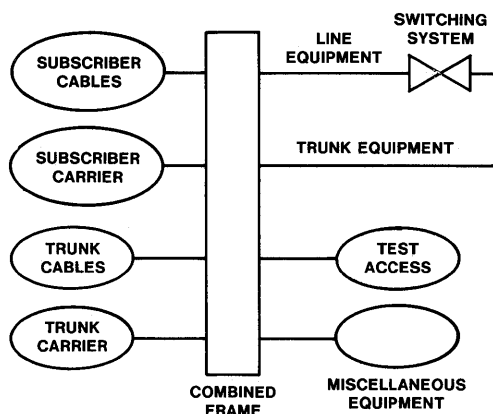 SWITCHING
SYSTEM
LINE
EQUIPMENT
SUBSCRIBER
CABLES
SUBSCRIBER
CARRIER
TRUNK EQUIPMENT
TRUNK
CABLES
TEST
ACCESS
TRUNK
CARRIER
COMBINED
FRAME
MISCELLANEOUS
EQUIPMENT